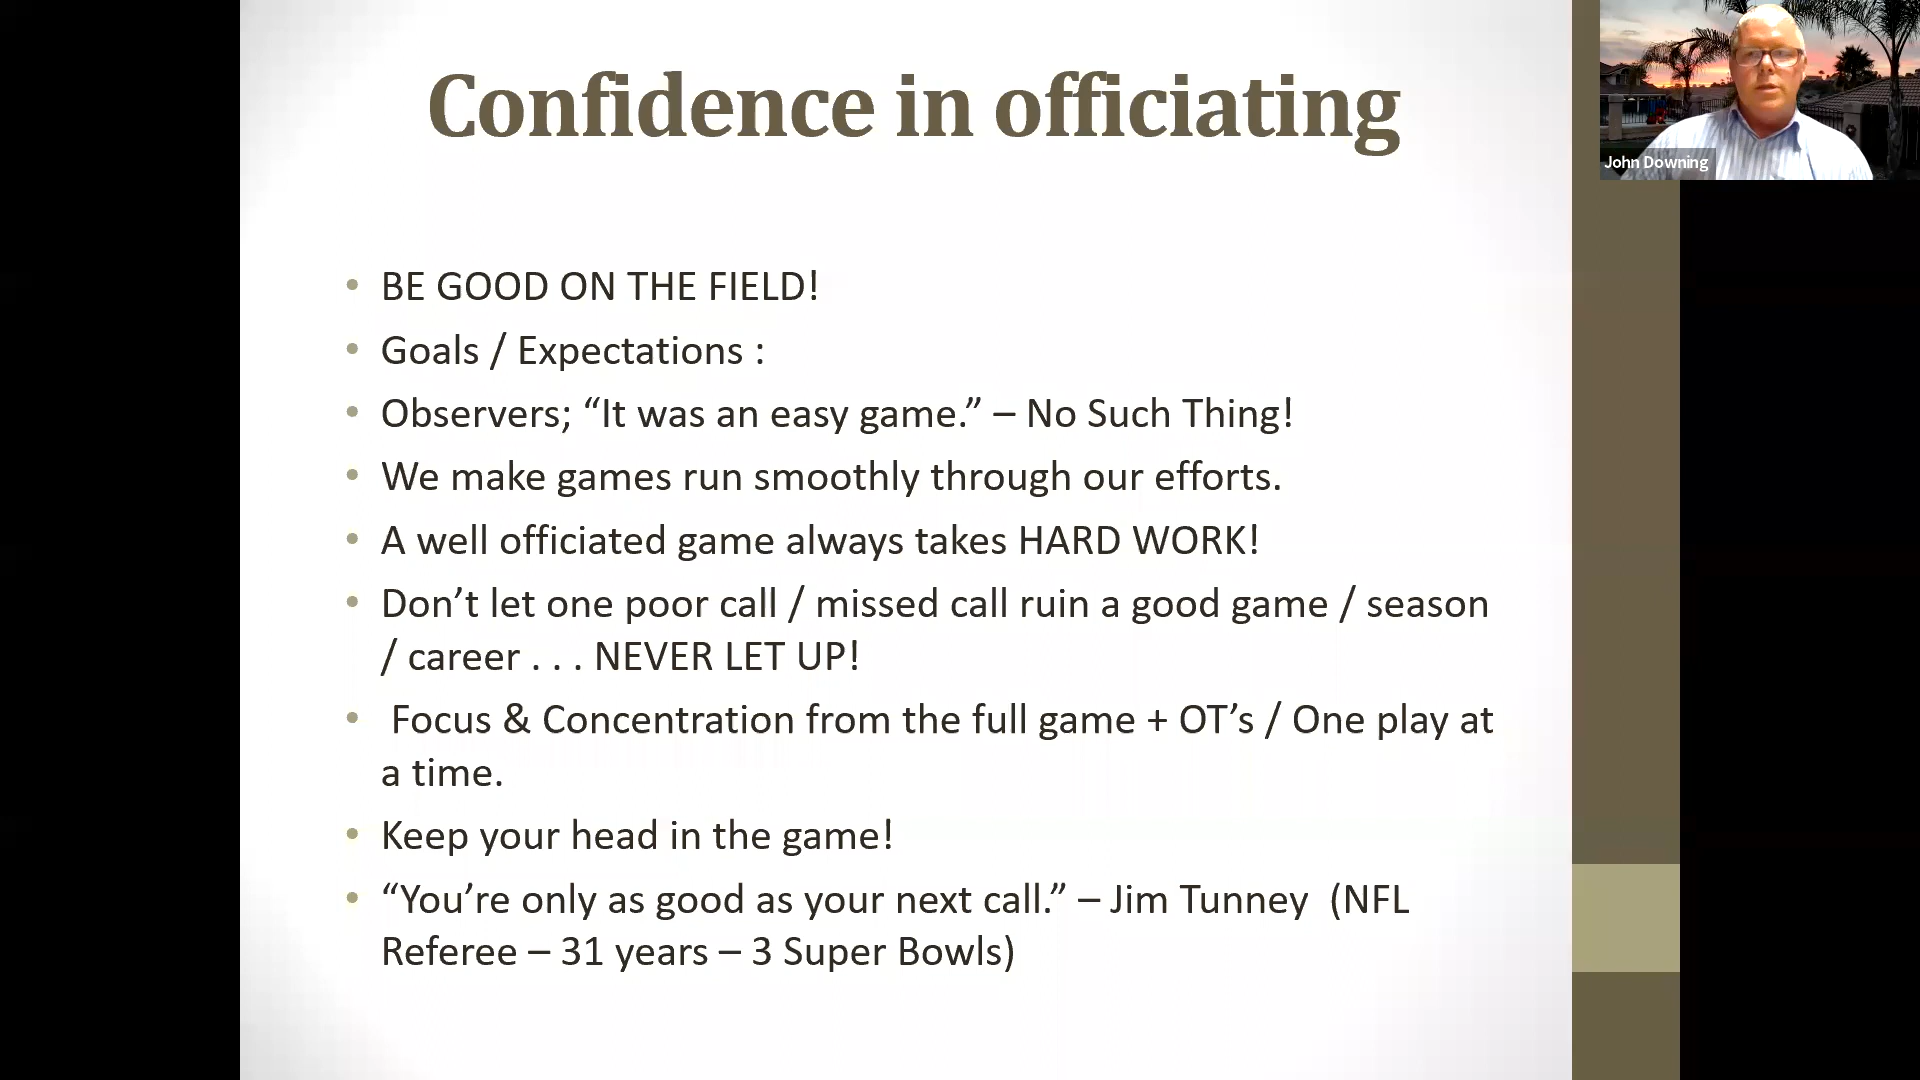 Confidence in officiating
John Downing
• BE GOOD ON THE FIELD!
• Goals / Expectations :
• Observers; “It was an easy game.” – No Such Thing!
• We make games run smoothly through our efforts.
• A well officiated game always takes HARD WORK!
• Don’t let one poor call / missed call ruin a good game / season
/ career . . . NEVER LET UP!
• Focus & Concentration from the full game + OT’s / One play at
a time.
• Keep your head in the game!
• “You’re only as good as your next call.” – Jim Tunney (NFL
Referee – 31 years – 3 Super Bowls)